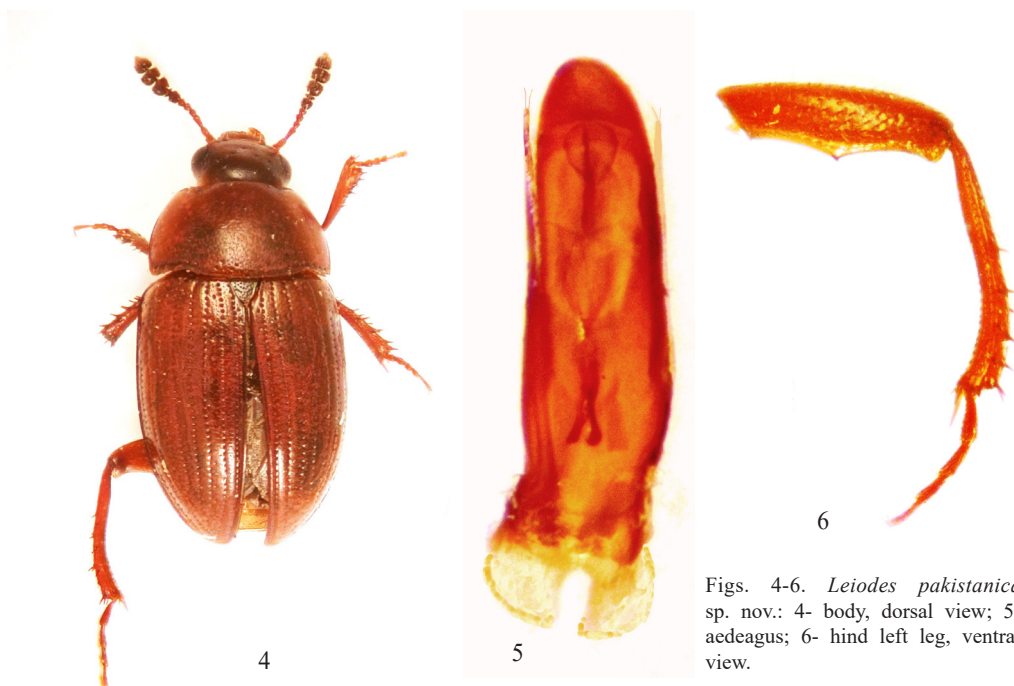 4
5
6
Figs. 4-6. Leiodes pakistanica
sp. nov.: 4- body, dorsal view; 5
aedeagus; 6- hind left leg, ventra
view.